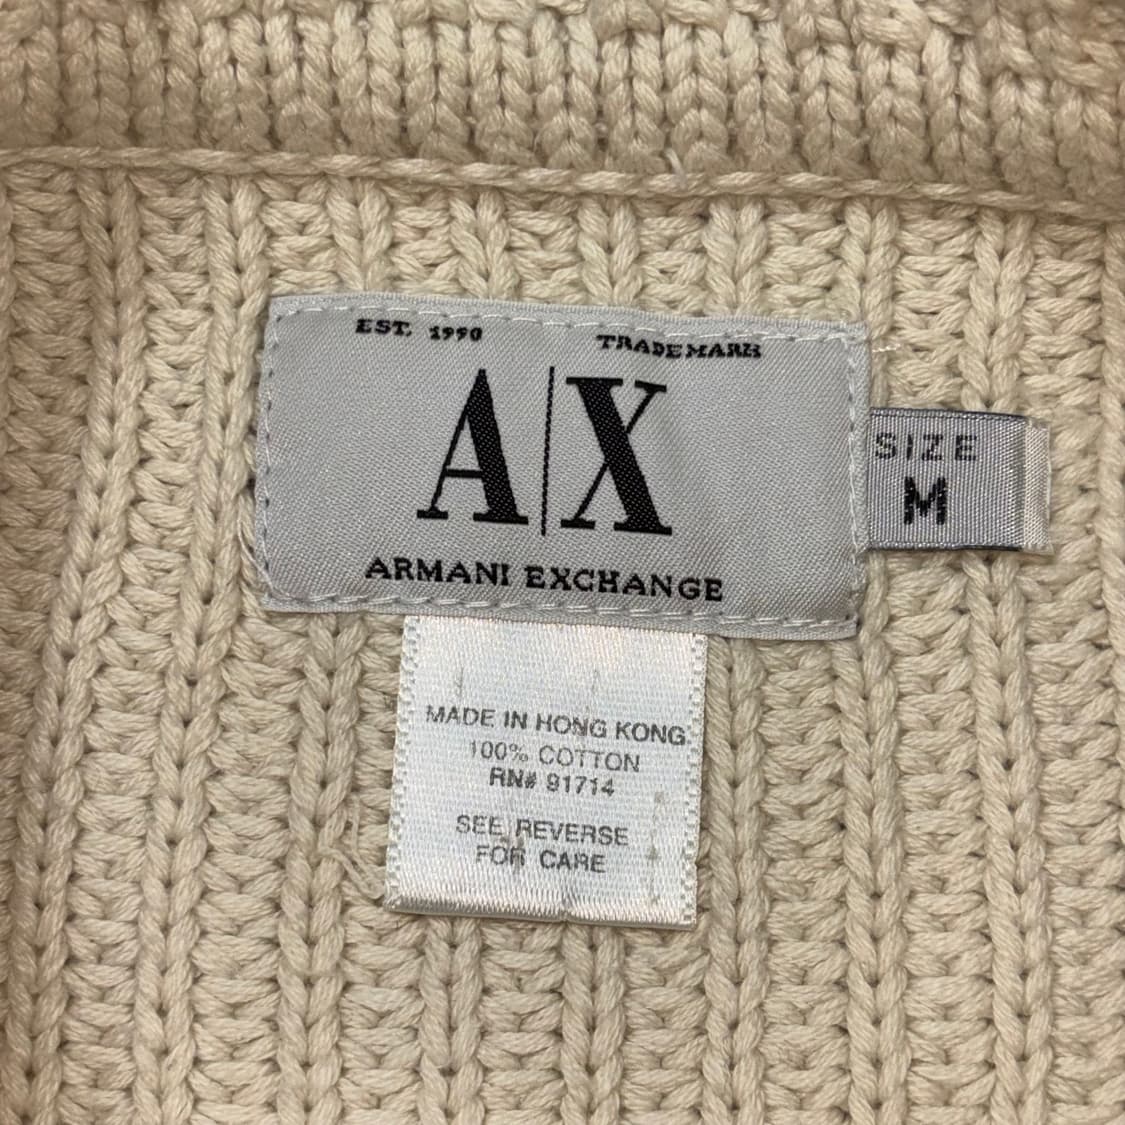 EST. 1990 TRADEMARK
A|X
ARMANI EXCHANGE
SIZE
M
MADE IN HONG KONG
100% COTTON
RN# 91714
SEE REVERSE
FOR CARE